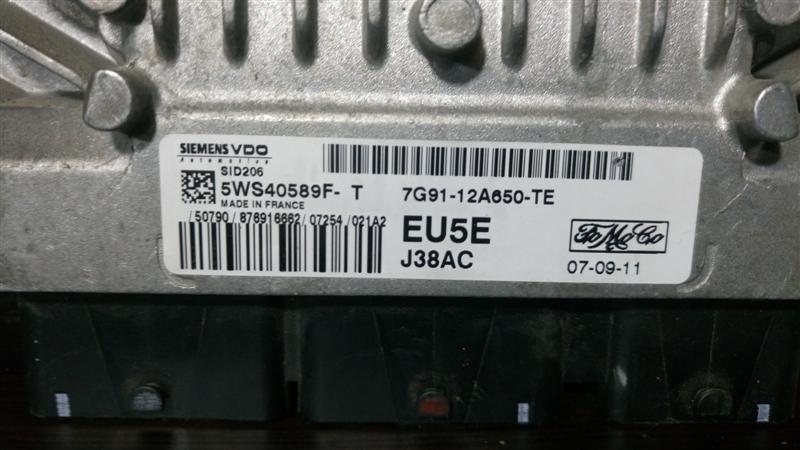 SIEMENS VDO
Automotive
SID206
5WS40589F- T
MADE IN FRANCE
/50790/876916662/07254/021A2
7G91-12A650-TE
EU5E
J38AC
FoMoCo
07-09-11